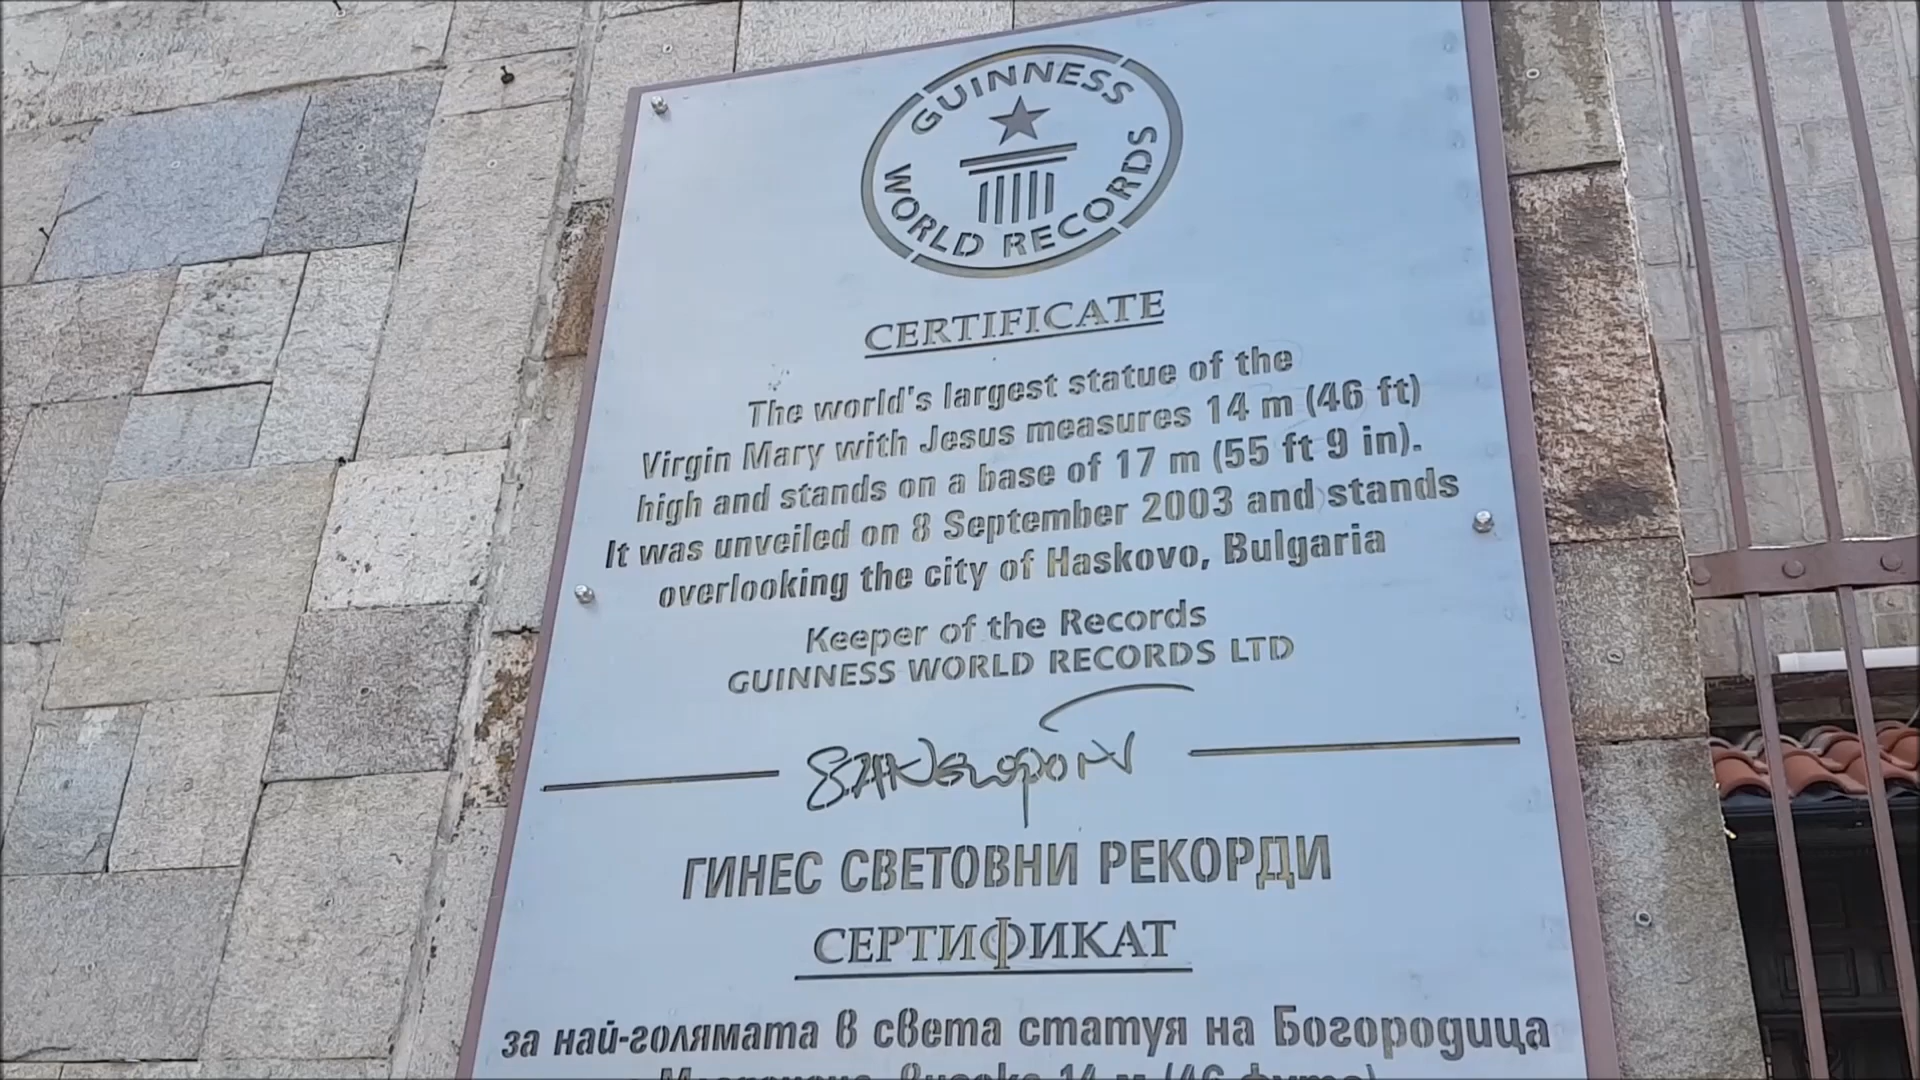 GUINNESS
WORLD RECORDS
CERTIFICATE
The world's largest statue of the
Virgin Mary with Jesus measures 14 m (46 ft)
high and stands on a base of 17 m (55 ft 9 in).
It was unveiled on 8 September 2003 and stands
overlooking the city of Haskovo, Bulgaria
Keeper of the Records
GUINNESS WORLD RECORDS LTD
ГИНЕС СВЕТОВНИ РЕКОРДИ
СЕРТИФИКАТ
за най-голямата в света статуя на Богородица
14 м (46 фута)